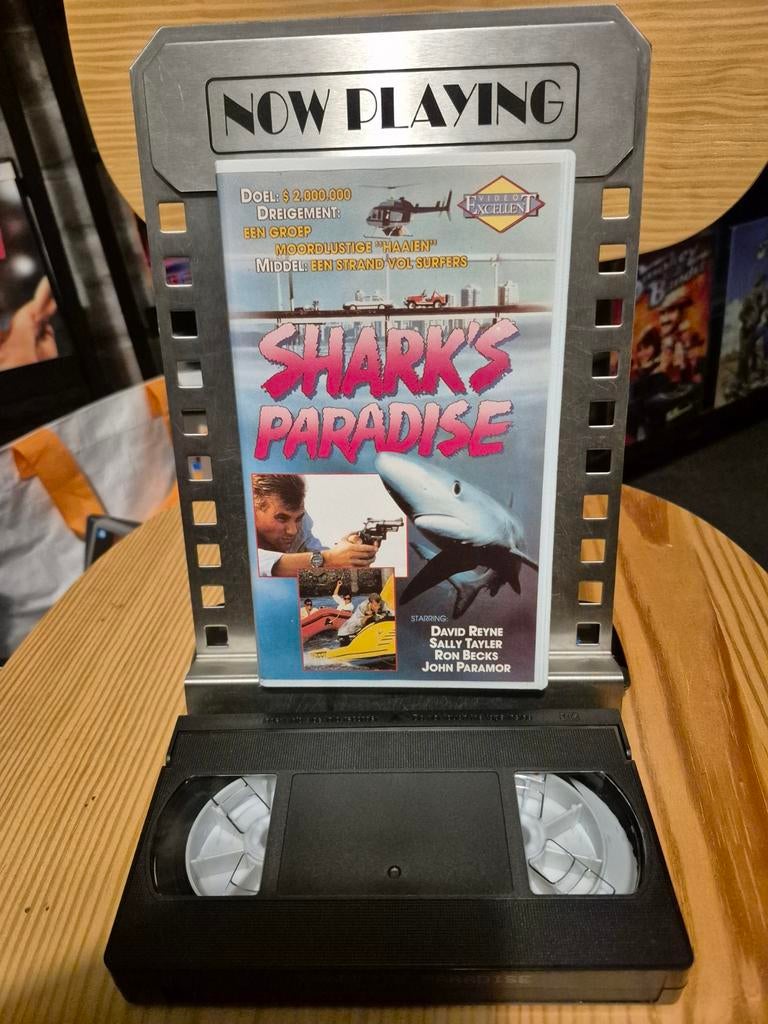 NOW PLAYING
DOEL: $ 2.000.000
DREIGEMENT:
EEN GROEP
MOORDLUSTIGE "HAAIEN"
MIDDEL: EEN STRAND VOL SURFERS
VIDEO
EXCELLENT
SHARK'S
PARADISE
STARRING:
DAVID REYNE
SALLY TAYLER
RON BECKS
JOHN PARAMOR
PARADISE